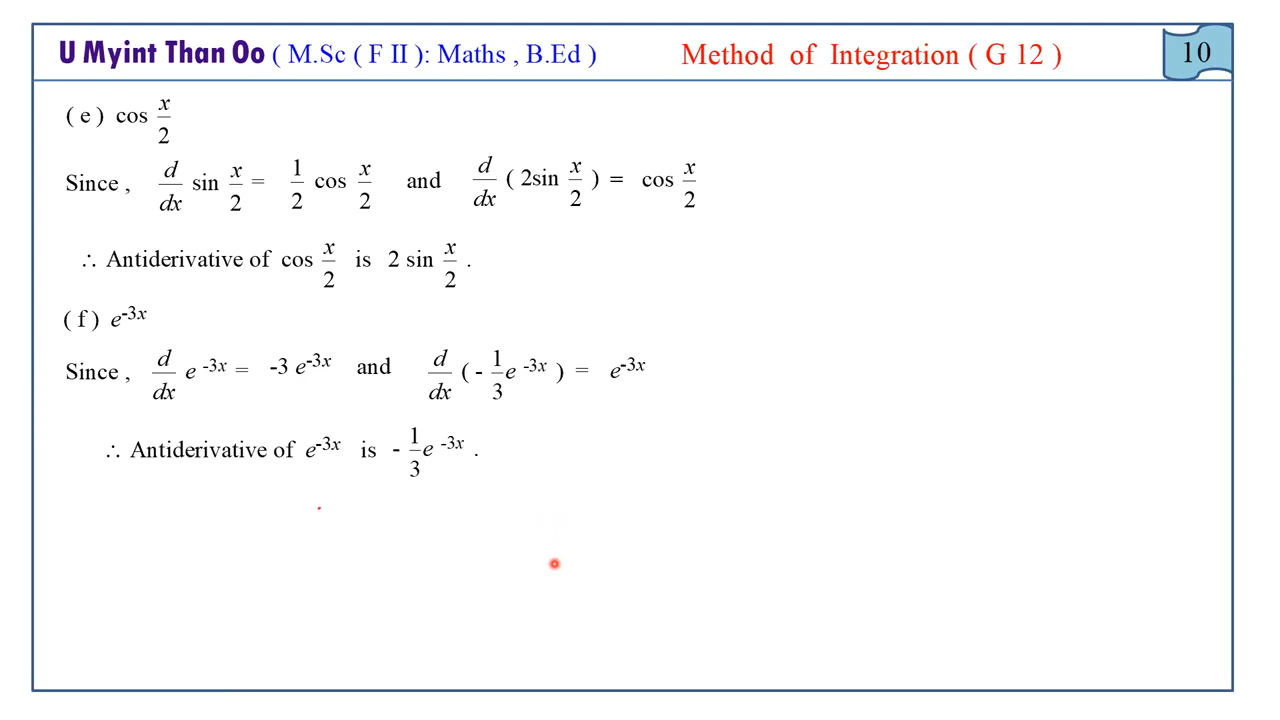 U Myint Than Oo ( M.Sc ( F II ): Maths , B.Ed ) Method of Integration ( G 12 ) 10
( e ) cos x/2
Since , d/dx sin x/2 = 1/2 cos x/2 and d/dx ( 2sin x/2 ) = cos x/2
∴ Antiderivative of cos x/2 is 2 sin x/2 .
( f ) e^-3x
Since , d/dx e^-3x = -3 e^-3x and d/dx ( - 1/3 e^-3x ) = e^-3x
∴ Antiderivative of e^-3x is - 1/3 e^-3x .